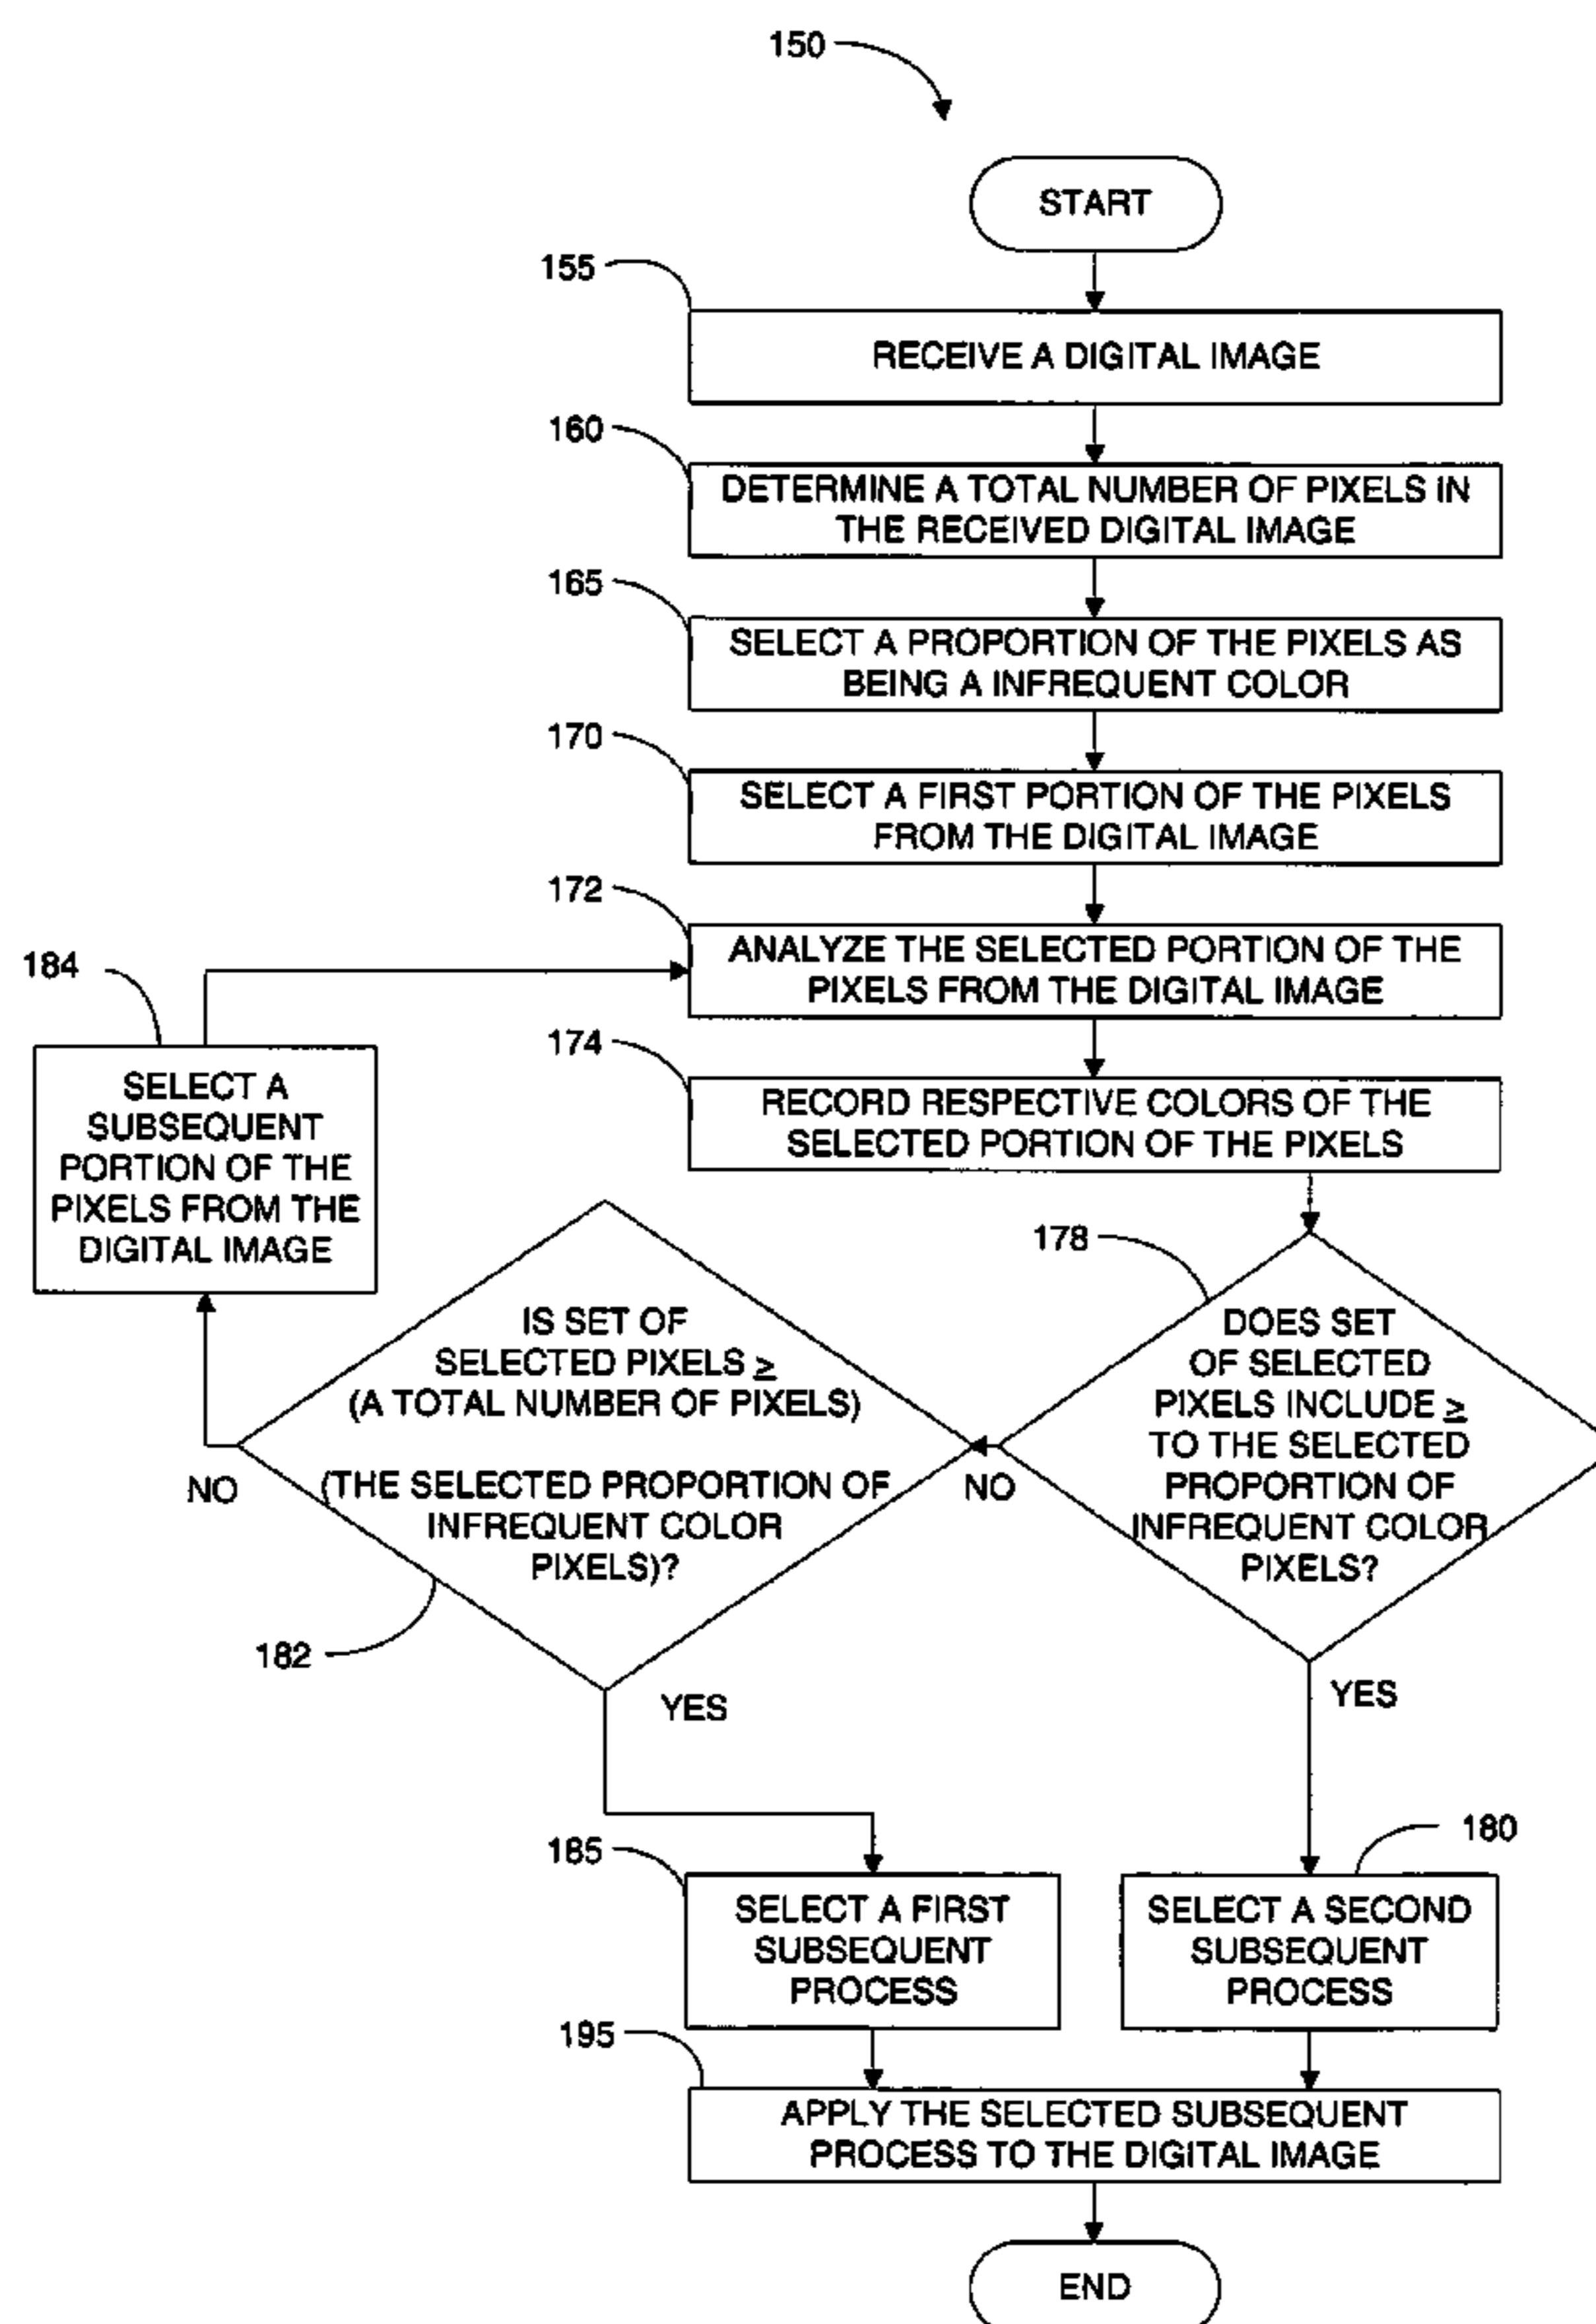 150
START
155
RECEIVE A DIGITAL IMAGE
160
DETERMINE A TOTAL NUMBER OF PIXELS IN
THE RECEIVED DIGITAL IMAGE
165
SELECT A PROPORTION OF THE PIXELS AS
BEING A INFREQUENT COLOR
170
SELECT A FIRST PORTION OF THE PIXELS
FROM THE DIGITAL IMAGE
172
ANALYZE THE SELECTED PORTION OF THE
PIXELS FROM THE DIGITAL IMAGE
184
SELECT A
SUBSEQUENT
PORTION OF THE
PIXELS FROM THE
DIGITAL IMAGE
174
RECORD RESPECTIVE COLORS OF THE
SELECTED PORTION OF THE PIXELS
178
DOES SET
OF SELECTED
PIXELS INCLUDE ≥
TO THE SELECTED
PROPORTION OF
INFREQUENT COLOR
PIXELS?
NO
IS SET OF
SELECTED PIXELS ≥
(A TOTAL NUMBER OF PIXELS)
(THE SELECTED PROPORTION OF
INFREQUENT COLOR
PIXELS)?
NO
182
YES
YES
185
SELECT A FIRST
SUBSEQUENT
PROCESS
180
SELECT A SECOND
SUBSEQUENT
PROCESS
195
APPLY THE SELECTED SUBSEQUENT
PROCESS TO THE DIGITAL IMAGE
END